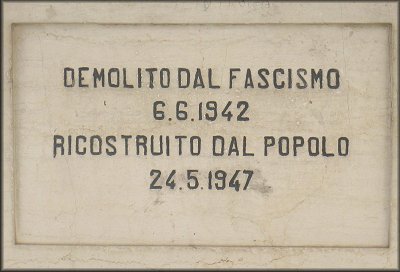 DEMOLITO DAL FASCISMO
6.6.1942
RICOSTRUITO DAL POPOLO
24.5.1947